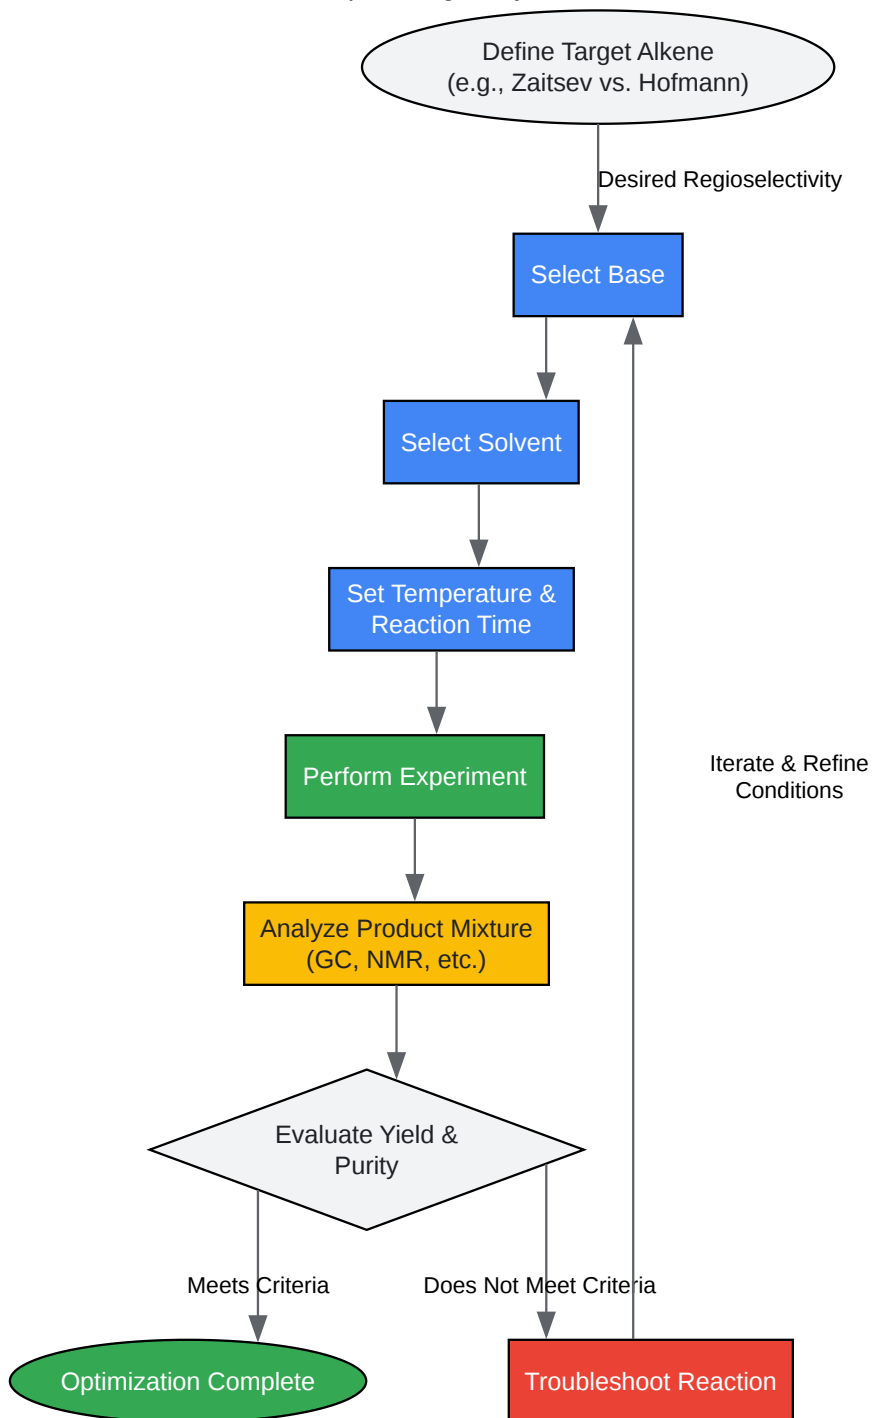 Define Target Alkene
(e.g., Zaitsev vs. Hofmann)
Desired Regioselectivity
Select Base
Select Solvent
Set Temperature &
Reaction Time
Perform Experiment
Iterate & Refine
Conditions
Analyze Product Mixture
(GC, NMR, etc.)
Evaluate Yield &
Purity
Meets Criteria
Does Not Meet Criteria
Optimization Complete
Troubleshoot Reaction